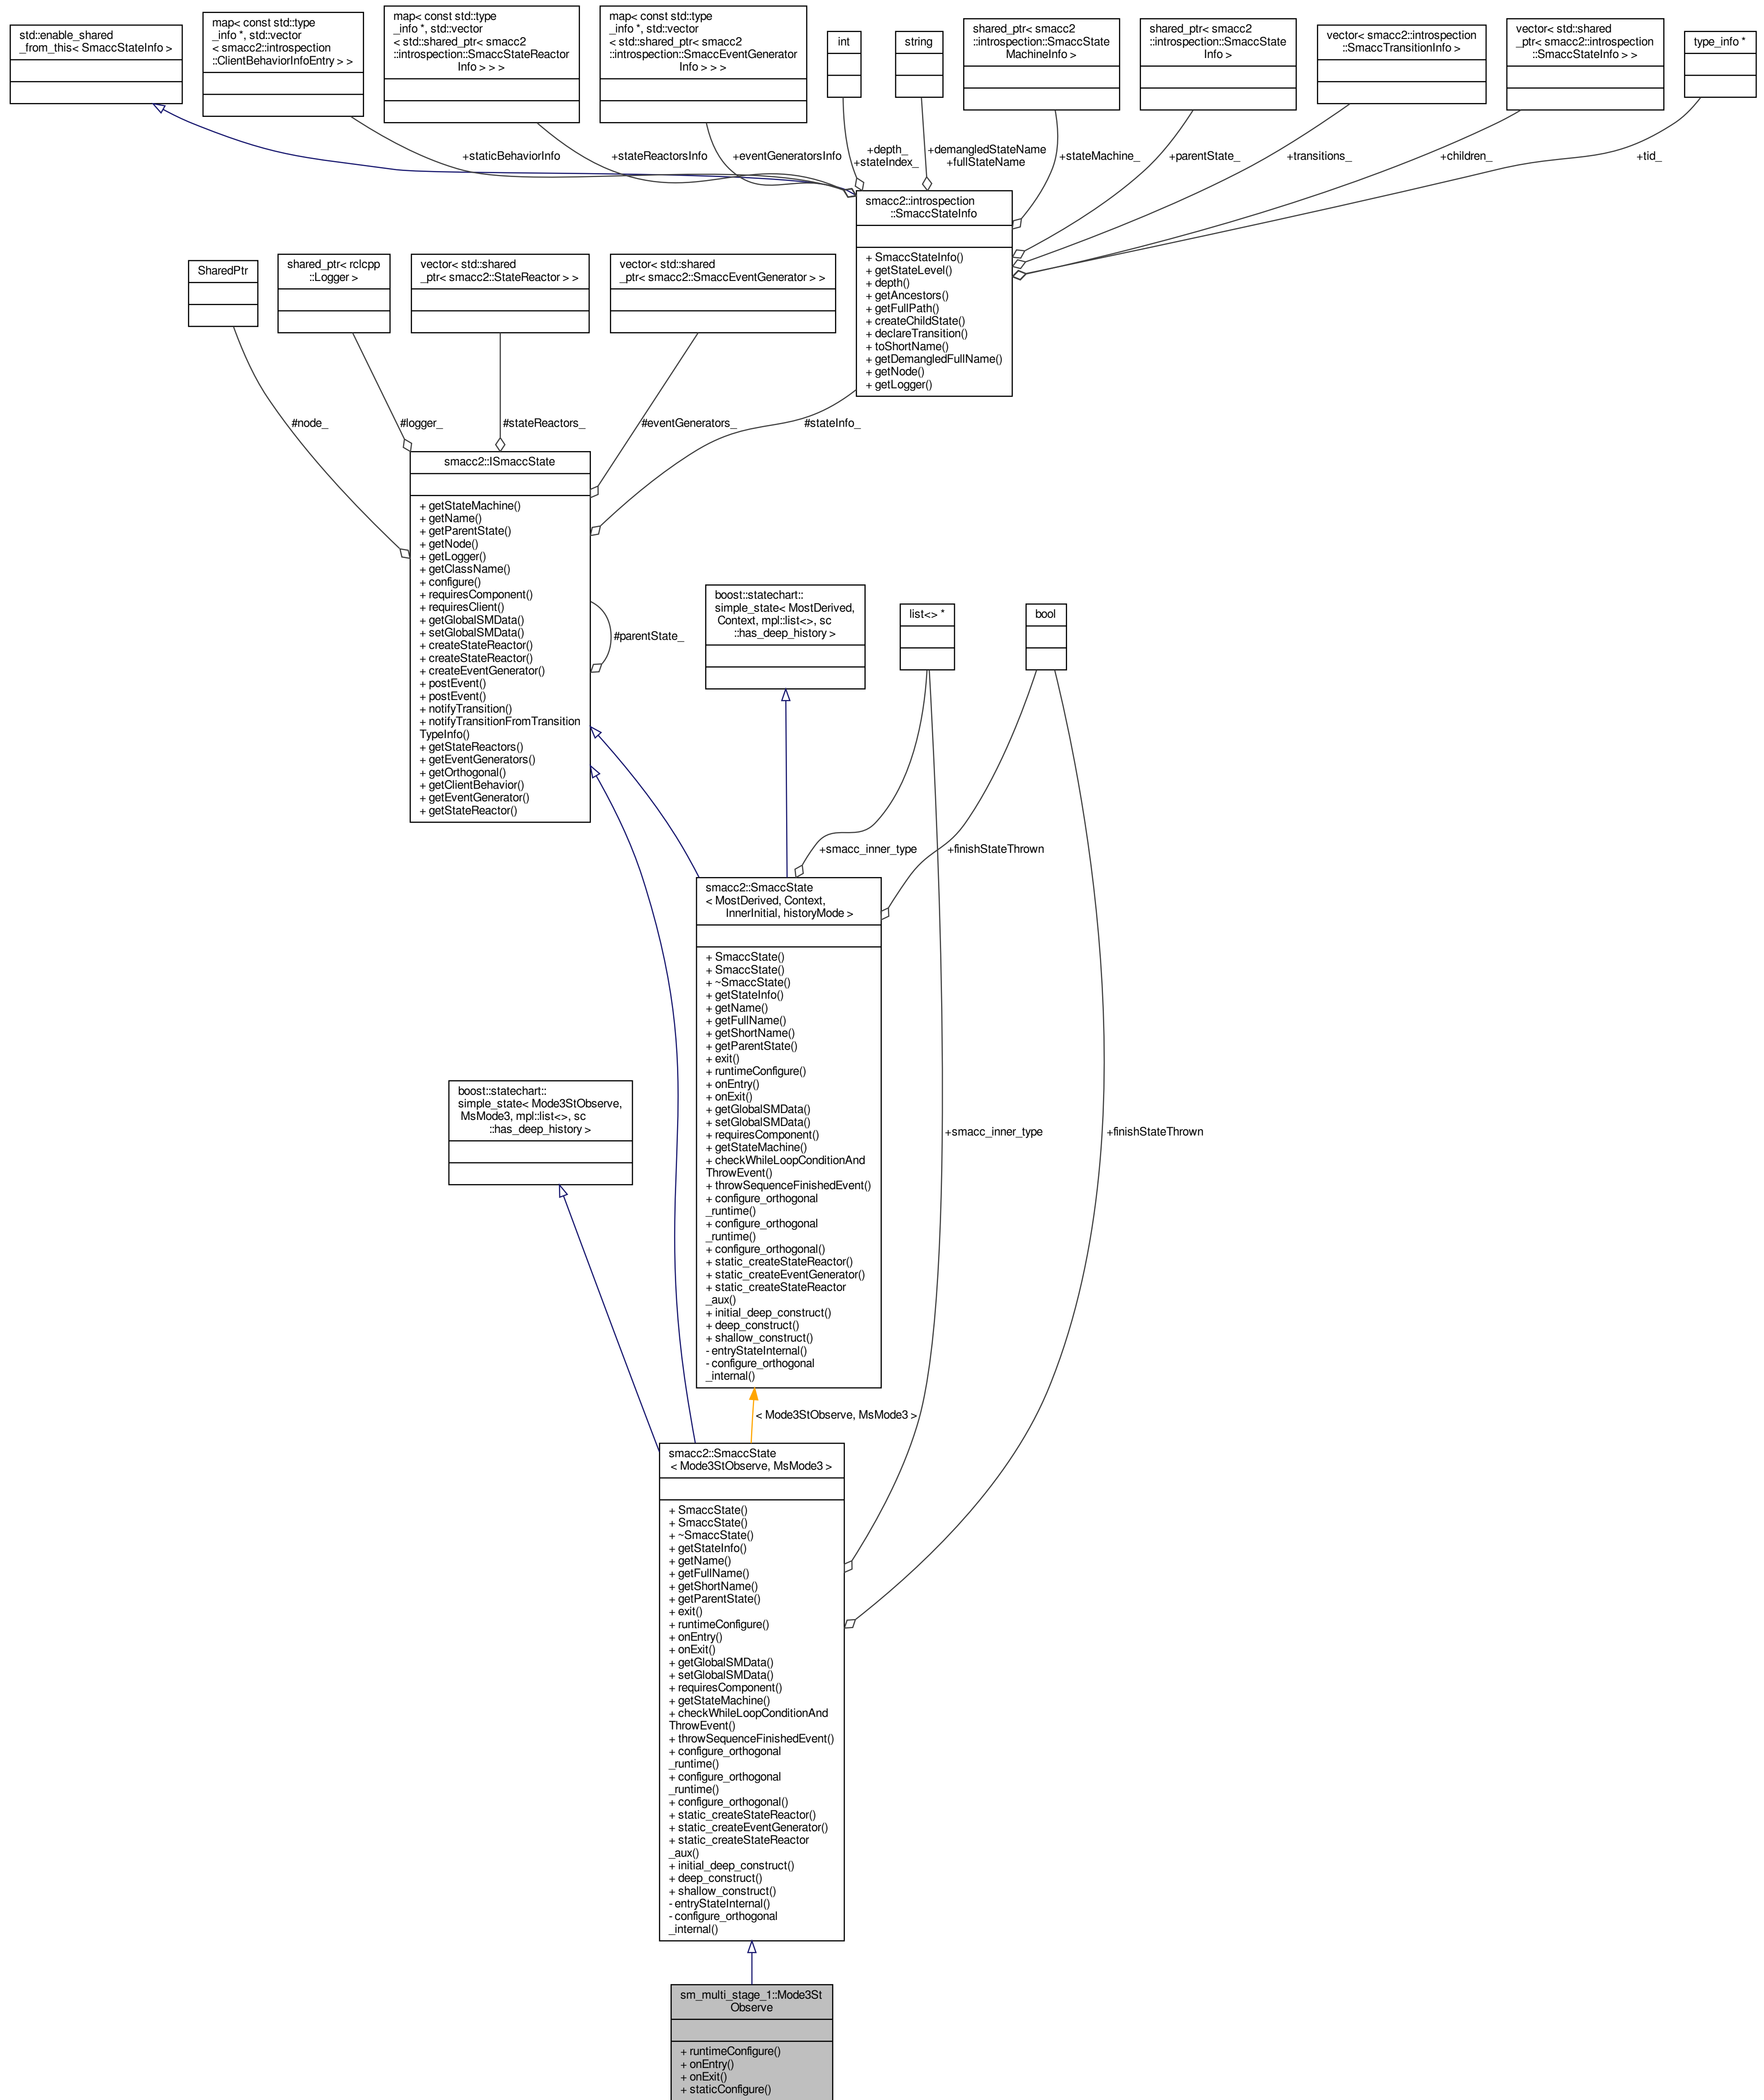 std::enable_shared
_from_this< SmaccStateInfo >
map< const std::type
_info *, std::vector
< smacc2::introspection
::ClientBehaviorInfoEntry > >
map< const std::type
_info *, std::vector
< std::shared_ptr< smacc2
::introspection::SmaccStateReactor
Info > > >
map< const std::type
_info *, std::vector
< std::shared_ptr< smacc2
::introspection::SmaccEventGenerator
Info > > >
int
string
shared_ptr< smacc2
::introspection::SmaccState
MachineInfo >
shared_ptr< smacc2
::introspection::SmaccState
Info >
vector< smacc2::introspection
::SmaccTransitionInfo >
vector< std::shared
_ptr< smacc2::introspection
::SmaccStateInfo > >
type_info *
+staticBehaviorInfo
+stateReactorsInfo
+eventGeneratorsInfo
+depth_
+stateIndex_
+demangledStateName
+fullStateName
+stateMachine_
+parentState_
+transitions_
+children_
+tid_
smacc2::introspection
::SmaccStateInfo
+ SmaccStateInfo()
+ getStateLevel()
+ depth()
+ getAncestors()
+ getFullPath()
+ createChildState()
+ declareTransition()
+ toShortName()
+ getDemangledFullName()
+ getNode()
+ getLogger()
SharedPtr
shared_ptr< rclcpp
::Logger >
vector< std::shared
_ptr< smacc2::StateReactor > >
vector< std::shared
_ptr< smacc2::SmaccEventGenerator > >
#node_
#logger_
#stateReactors_
#eventGenerators_
#stateInfo_
smacc2::ISmaccState
+ getStateMachine()
+ getName()
+ getParentState()
+ getNode()
+ getLogger()
+ getClassName()
+ configure()
+ requiresComponent()
+ requiresClient()
+ getGlobalSMData()
+ setGlobalSMData()
+ createStateReactor()
+ createStateReactor()
+ createEventGenerator()
+ postEvent()
+ postEvent()
+ notifyTransition()
+ notifyTransitionFromTransition
TypeInfo()
+ getStateReactors()
+ getEventGenerators()
+ getOrthogonal()
+ getClientBehavior()
+ getEventGenerator()
+ getStateReactor()
#parentState_
boost::statechart::
simple_state< MostDerived,
Context, mpl::list<>, sc
::has_deep_history >
list<> *
bool
+smacc_inner_type
+finishStateThrown
smacc2::SmaccState
< MostDerived, Context,
InnerInitial, historyMode >
+ SmaccState()
+ SmaccState()
+ ~SmaccState()
+ getStateInfo()
+ getName()
+ getFullName()
+ getShortName()
+ getParentState()
+ exit()
+ runtimeConfigure()
+ onEntry()
+ onExit()
+ getGlobalSMData()
+ setGlobalSMData()
+ requiresComponent()
+ getStateMachine()
+ checkWhileLoopConditionAnd
ThrowEvent()
+ throwSequenceFinishedEvent()
+ configure_orthogonal
_runtime()
+ configure_orthogonal
_runtime()
+ configure_orthogonal()
+ static_createStateReactor()
+ static_createEventGenerator()
+ static_createStateReactor
_aux()
+ initial_deep_construct()
+ deep_construct()
+ shallow_construct()
- entryStateInternal()
- configure_orthogonal
_internal()
boost::statechart::
simple_state< Mode3StObserve,
MsMode3, mpl::list<>, sc
::has_deep_history >
+smacc_inner_type
+finishStateThrown
< Mode3StObserve, MsMode3 >
smacc2::SmaccState
< Mode3StObserve, MsMode3 >
+ SmaccState()
+ SmaccState()
+ ~SmaccState()
+ getStateInfo()
+ getName()
+ getFullName()
+ getShortName()
+ getParentState()
+ exit()
+ runtimeConfigure()
+ onEntry()
+ onExit()
+ getGlobalSMData()
+ setGlobalSMData()
+ requiresComponent()
+ getStateMachine()
+ checkWhileLoopConditionAnd
ThrowEvent()
+ throwSequenceFinishedEvent()
+ configure_orthogonal
_runtime()
+ configure_orthogonal
_runtime()
+ configure_orthogonal()
+ static_createStateReactor()
+ static_createEventGenerator()
+ static_createStateReactor
_aux()
+ initial_deep_construct()
+ deep_construct()
+ shallow_construct()
- entryStateInternal()
- configure_orthogonal
_internal()
sm_multi_stage_1::Mode3St
Observe
+ runtimeConfigure()
+ onEntry()
+ onExit()
+ staticConfigure()